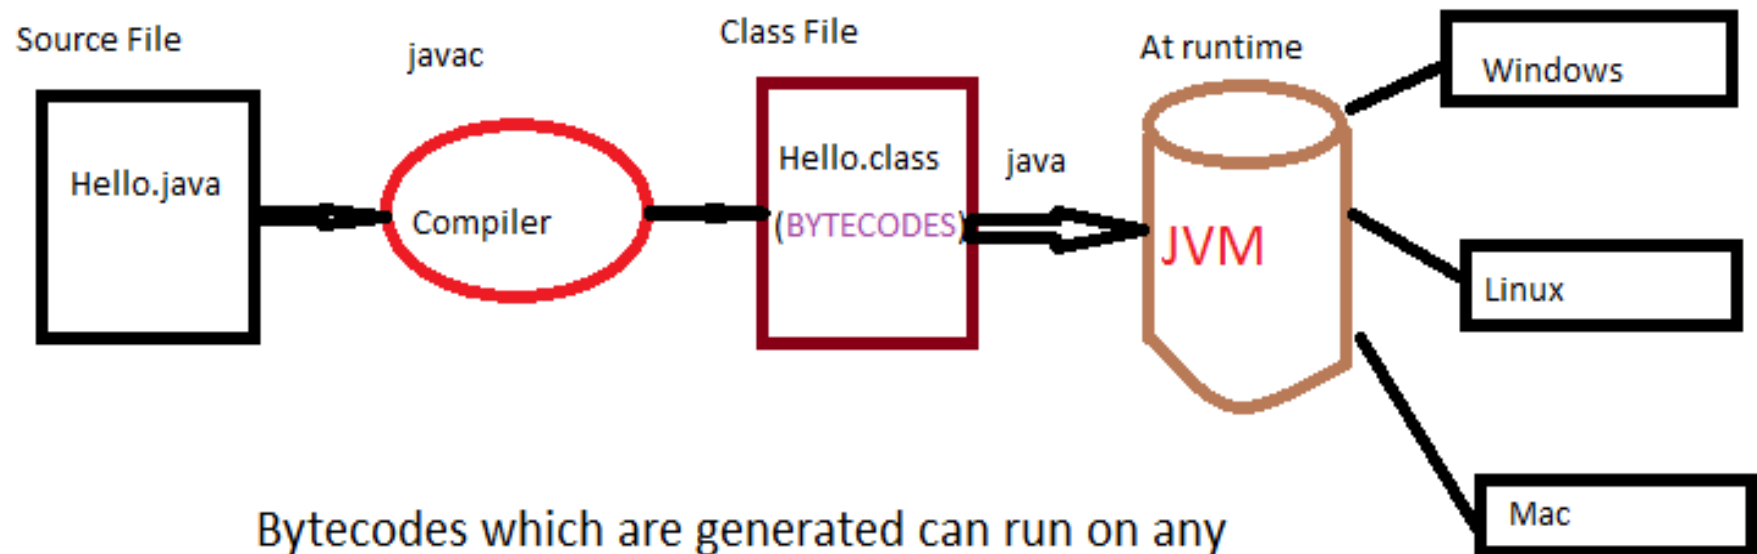 Source File
javac
Class File
At runtime
Windows
Hello.java
Compiler
Hello.class
(BYTECODES)
java
JVM
Linux
Mac
Bytecodes which are generated can run on any